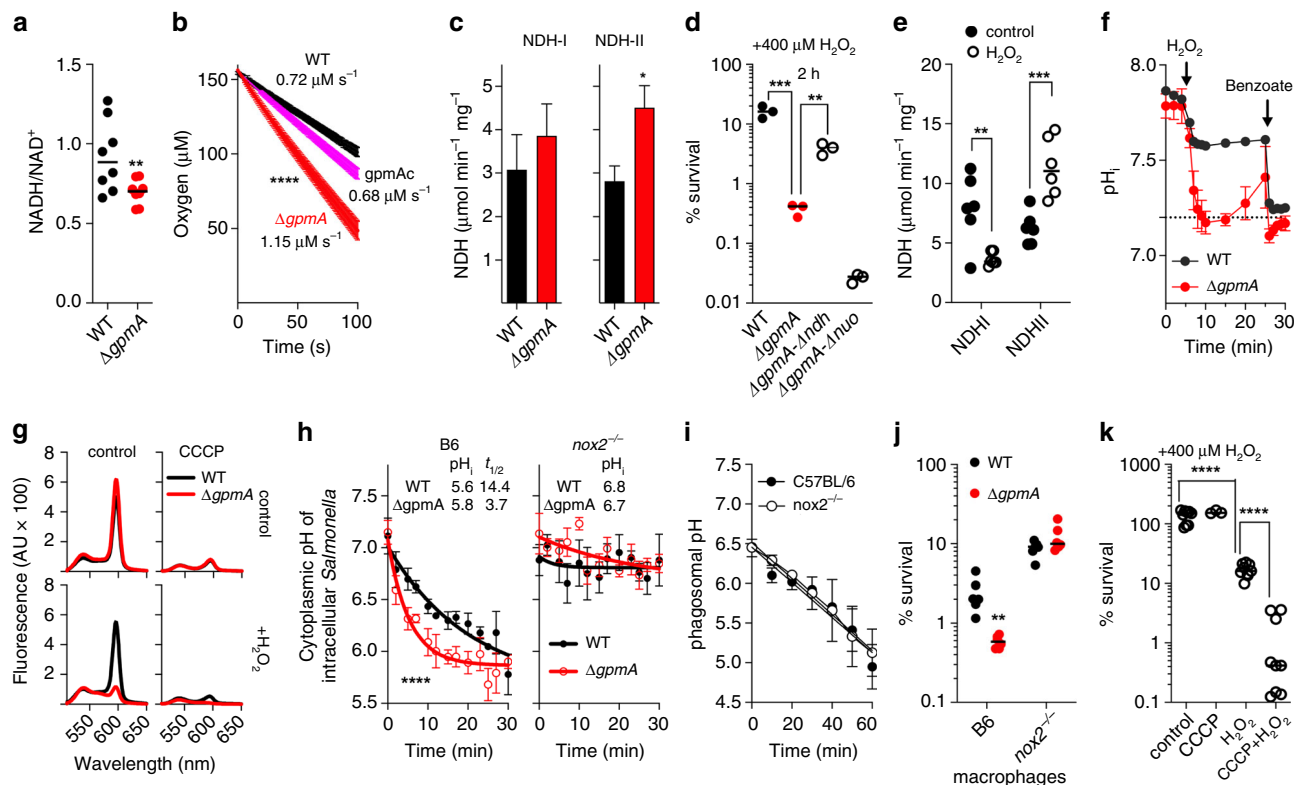 a
NADH/NAD⁺
1.5
1.0
0.5
0.0
**
WT
ΔgpmA
b
Oxygen (μM)
150
100
50
WT
0.72 μM s⁻¹
gpmAc
0.68 μM s⁻¹
****
ΔgpmA
1.15 μM s⁻¹
0
50
100
Time (s)
c
NDH-I
NDH-II
NDH (μmol min⁻¹ mg⁻¹)
5
4
3
2
1
*
WT
ΔgpmA
WT
ΔgpmA
d
+400 μM H₂O₂
2 h
***
**
% survival
100
10
1
0.1
0.01
WT
ΔgpmA
ΔgpmA-Δndh
ΔgpmA-Δnuo
e
control
H₂O₂
NDH (μmol min⁻¹ mg⁻¹)
20
15
10
5
0
**
***
NDHI
NDHII
f
H₂O₂
Benzoate
pHᵢ
8.0
7.5
7.0
WT
ΔgpmA
0
10
20
30
Time (min)
g
control
CCCP
WT
ΔgpmA
control
+H₂O₂
Fluorescence (AU × 100)
8
6
4
2
8
6
4
2
550
600
650
550
600
650
Wavelength (nm)
h
B6
nox2⁻/⁻
pHᵢ t₁/₂
pHᵢ
WT 5.6 14.4
ΔgpmA 5.8 3.7
WT 6.8
ΔgpmA 6.7
Cytoplasmic pH of
intracellular Salmonella
8.0
7.5
7.0
6.5
6.0
5.5
****
WT
ΔgpmA
0
10
20
30
0
10
20
30
Time (min)
Time (min)
i
C57BL/6
nox2⁻/⁻
phagosomal pH
7.5
7.0
6.5
6.0
5.5
5.0
4.5
0
20
40
60
Time (min)
j
WT
ΔgpmA
% survival
100
10
1
0.1
**
B6
nox2⁻/⁻
macrophages
k
+400 μM H₂O₂
****
****
% survival
1000
100
10
1
0.1
control
CCCP
H₂O₂
CCCP+H₂O₂